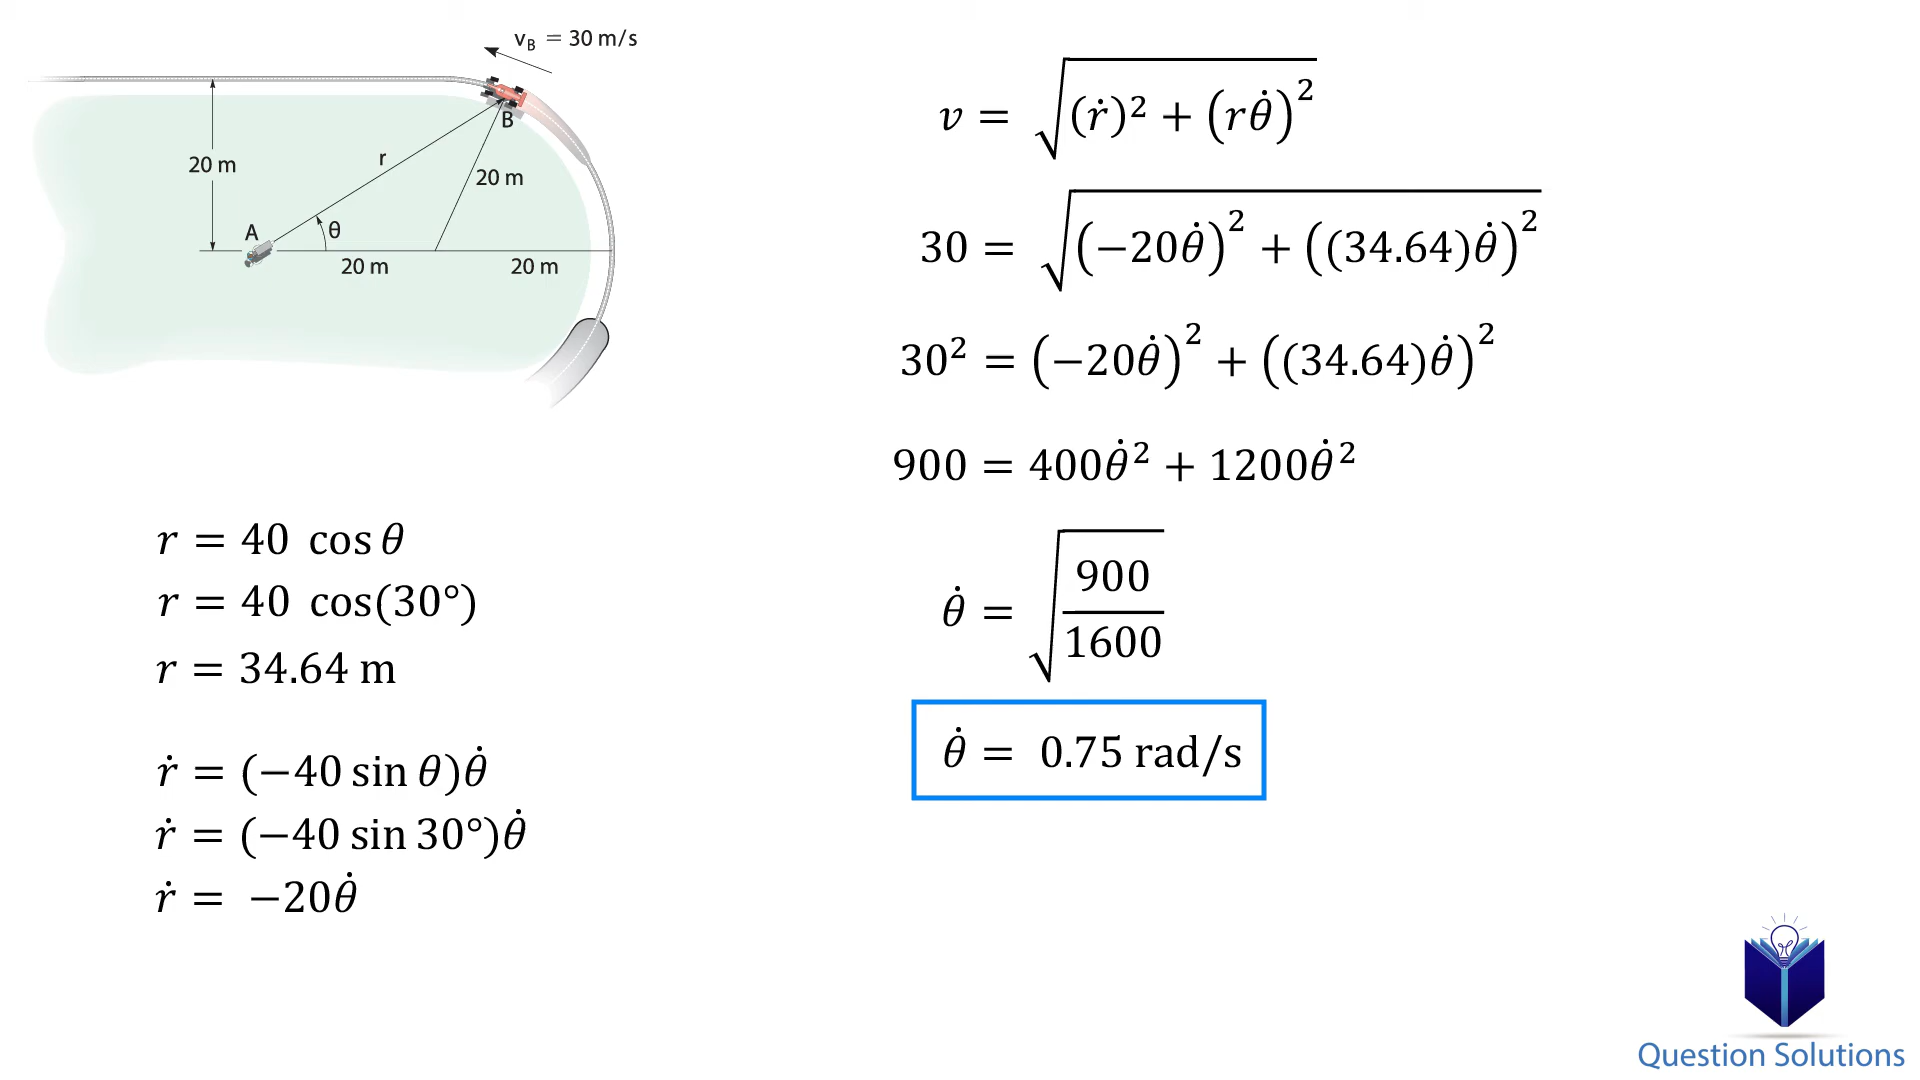 v_B = 30 m/s
B
20 m
r
20 m
A
θ
20 m
20 m
r = 40 cos θ
r = 40 cos(30°)
r = 34.64 m
ṙ = (−40 sin θ)θ̇
ṙ = (−40 sin 30°)θ̇
ṙ = −20θ̇
v = √((ṙ)² + (rθ̇)²)
30 = √((−20θ̇)² + ((34.64)θ̇)²)
30² = (−20θ̇)² + ((34.64)θ̇)²
900 = 400θ̇² + 1200θ̇²
θ̇ = √(900/1600)
θ̇ = 0.75 rad/s
Question Solutions